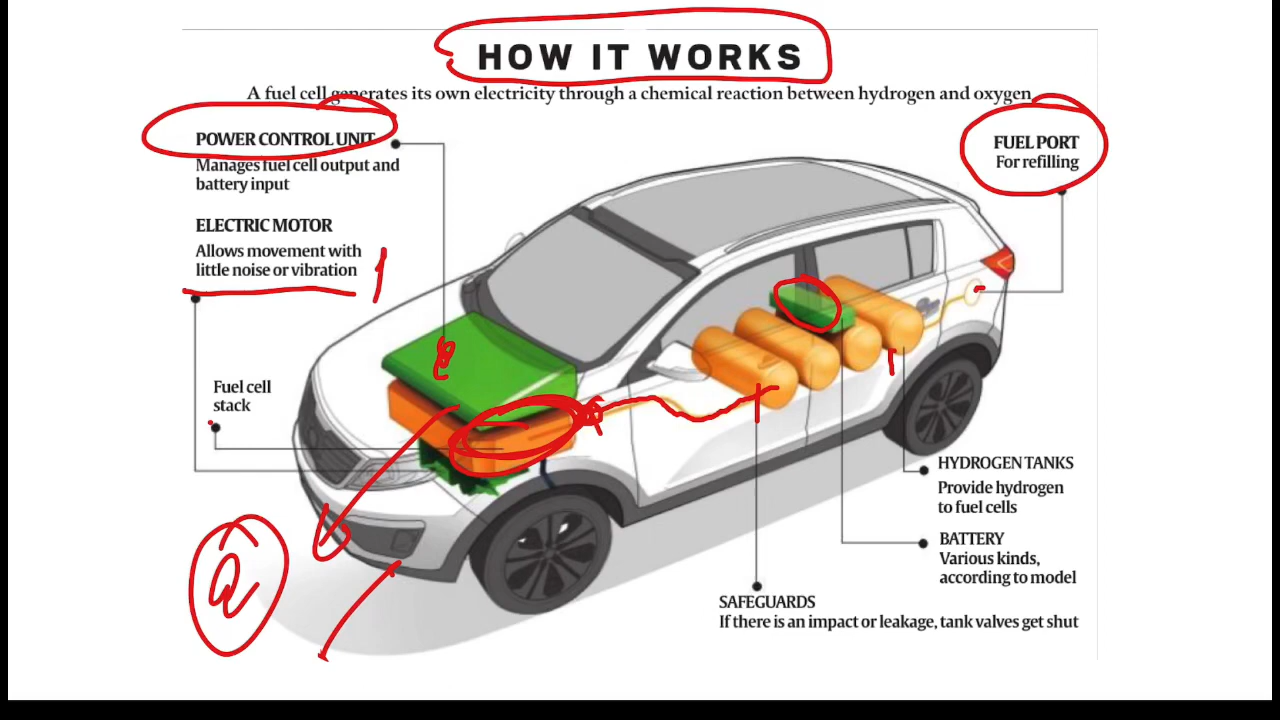 HOW IT WORKS
A fuel cell generates its own electricity through a chemical reaction between hydrogen and oxygen
POWER CONTROL UNIT
Manages fuel cell output and
battery input
ELECTRIC MOTOR
Allows movement with
little noise or vibration
Fuel cell
stack
FUEL PORT
For refilling
HYDROGEN TANKS
Provide hydrogen
to fuel cells
BATTERY
Various kinds,
according to model
SAFEGUARDS
If there is an impact or leakage, tank valves get shut